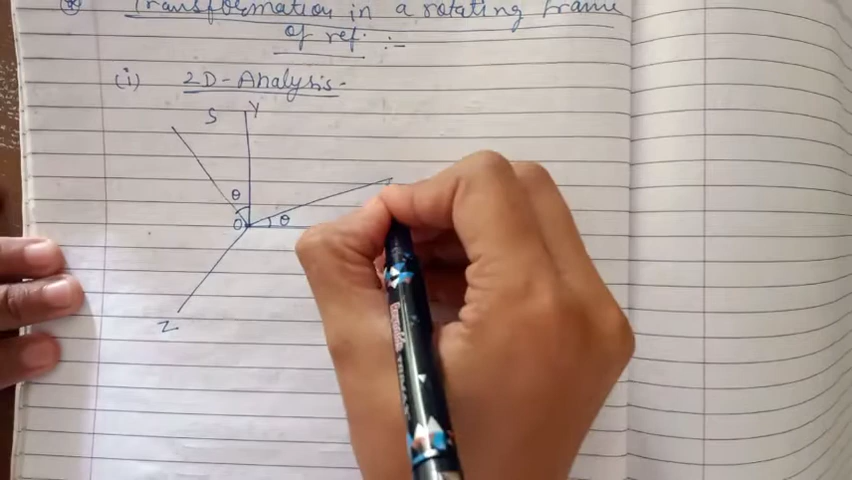 Transformation in a rotating frame
of ref. :-
(i) 2D-Analysis-
S Y
θ
O θ
Z